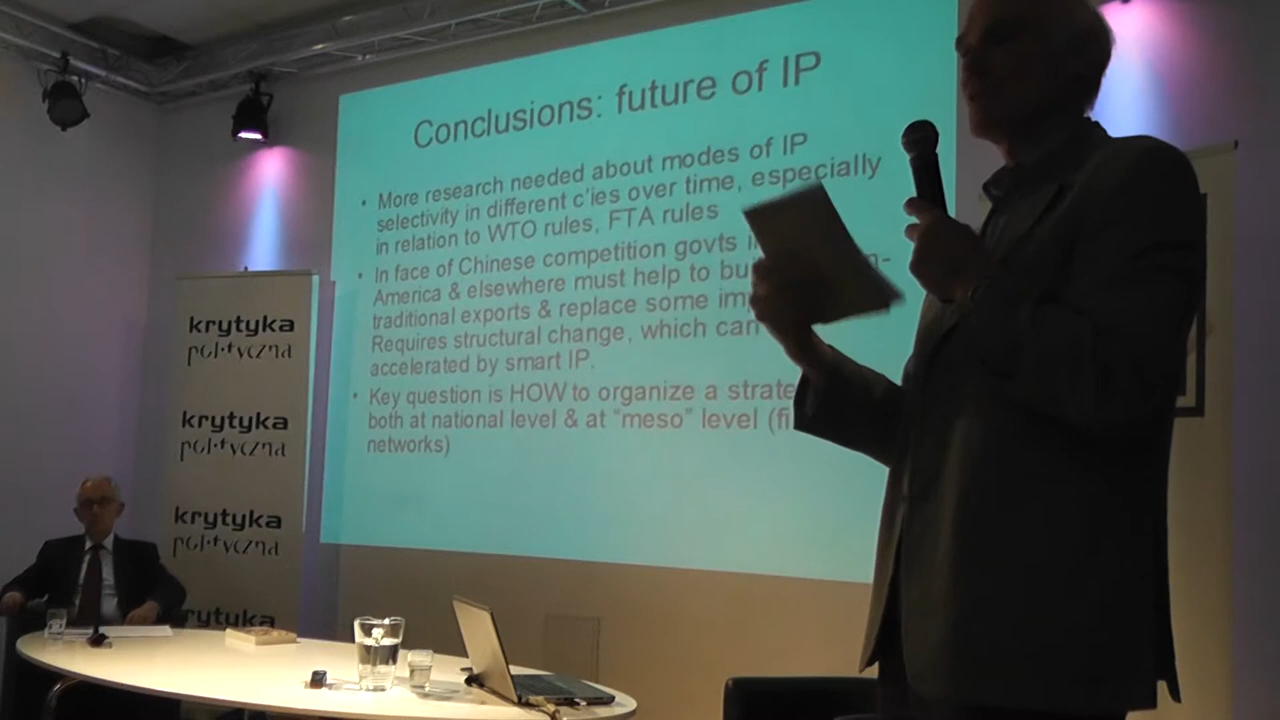 Conclusions: future of IP
• More research needed about modes of IP
selectivity in different c'ies over time, especially
in relation to WTO rules, FTA rules
• In face of Chinese competition govts
America & elsewhere must help to
traditional exports & replace some
Requires structural change, which can
accelerated by smart IP.
• Key question is HOW to organize a
both at national level & at "meso" level
networks)
krytyka
polityczna
krytyka
polityczna
krytyka
polityczna
krytyka